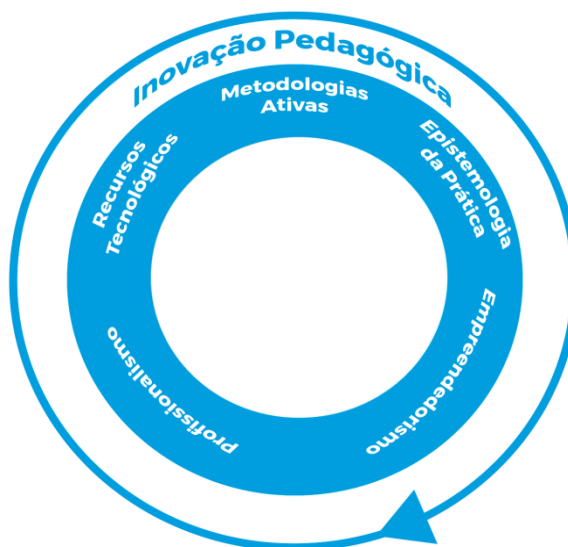 Inovação Pedagógica
Metodologias
Ativas
Epistemologia
da Prática
Empreendedorismo
Profissionalismo
Recursos
Tecnológicos